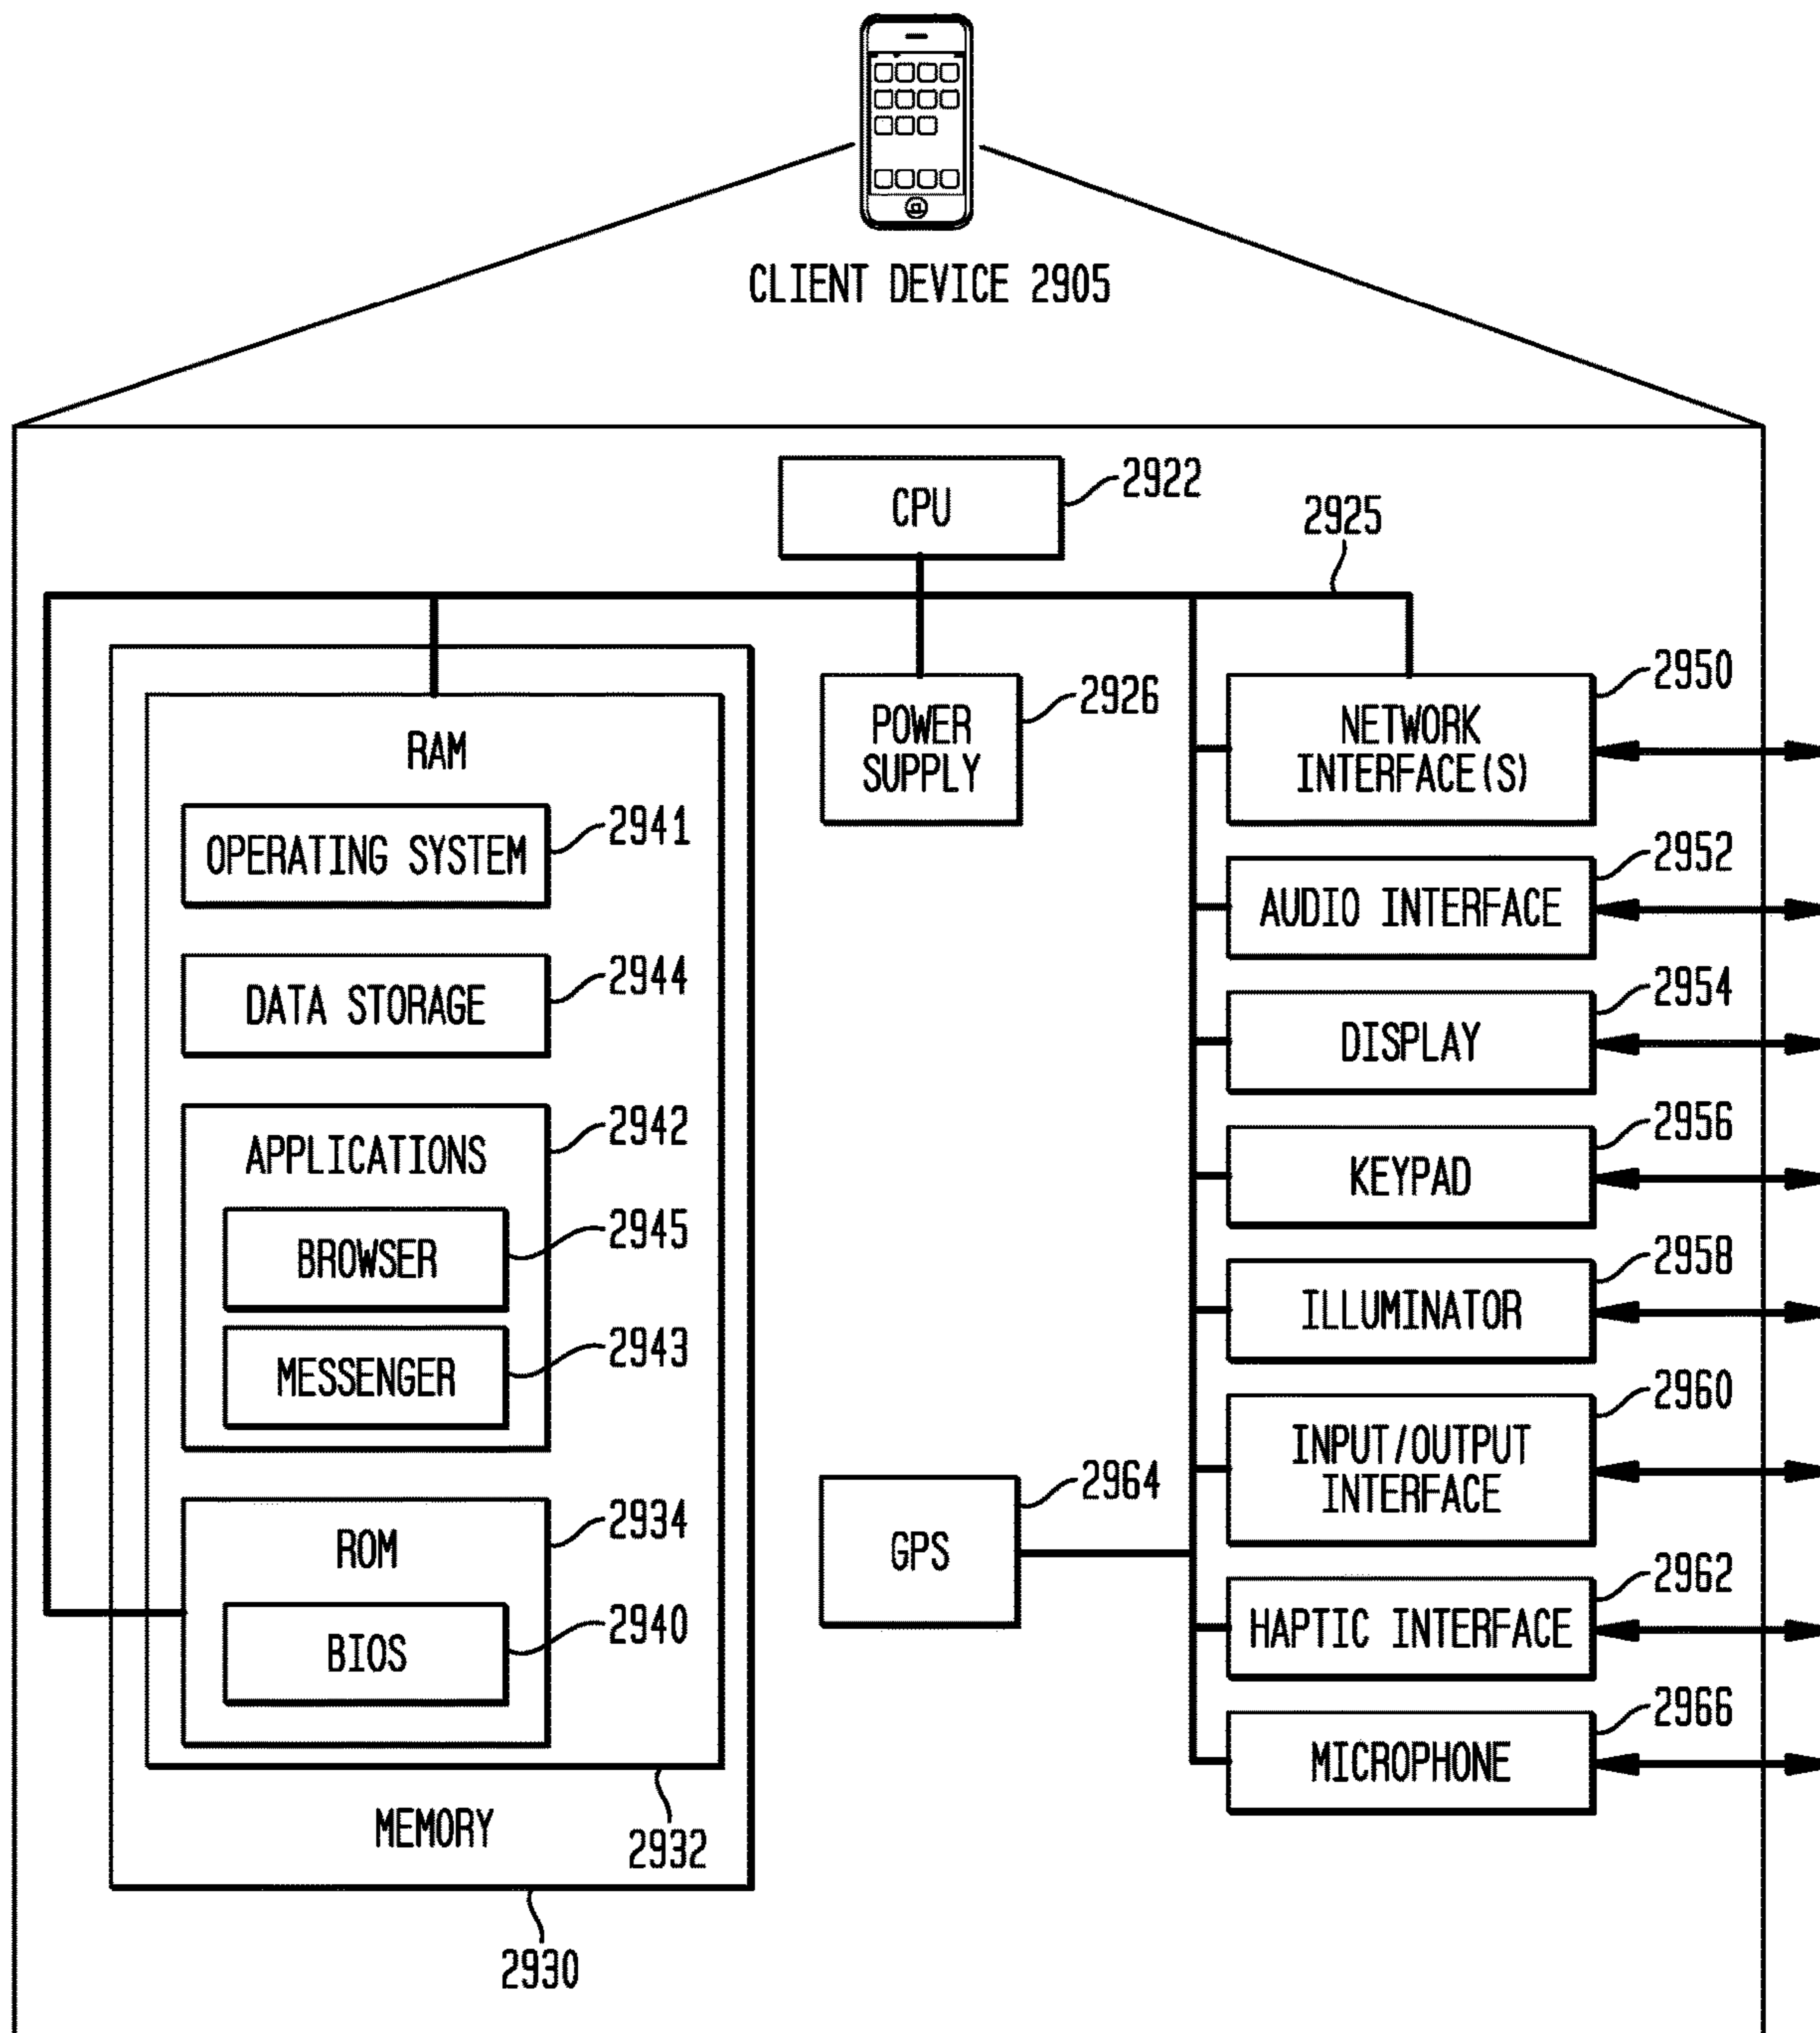 CLIENT DEVICE 2905
CPU
2922
2925
RAM
OPERATING SYSTEM
2941
DATA STORAGE
2944
APPLICATIONS
2942
BROWSER
2945
MESSENGER
2943
ROM
2934
BIOS
2940
2932
MEMORY
2930
POWER
SUPPLY
2926
GPS
2964
NETWORK
INTERFACE(S)
2950
AUDIO INTERFACE
2952
DISPLAY
2954
KEYPAD
2956
ILLUMINATOR
2958
INPUT/OUTPUT
INTERFACE
2960
HAPTIC INTERFACE
2962
MICROPHONE
2966